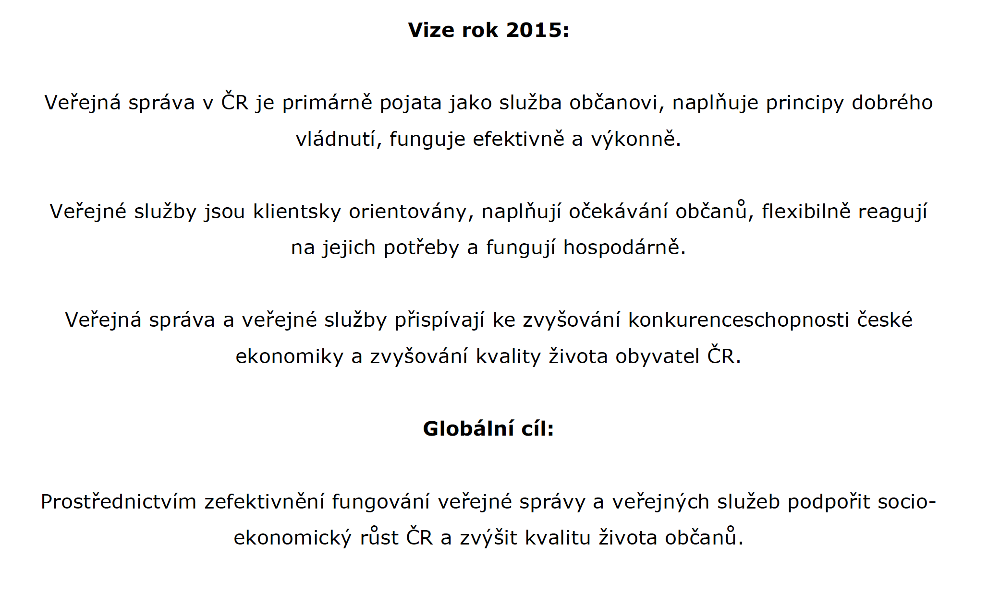 Vize rok 2015:
Veřejná správa v ČR je primárně pojata jako služba občanovi, naplňuje principy dobrého
vládnutí, funguje efektivně a výkonně.
Veřejné služby jsou klientsky orientovány, naplňují očekávání občanů, flexibilně reagují
na jejich potřeby a fungují hospodárně.
Veřejná správa a veřejné služby přispívají ke zvyšování konkurenceschopnosti české
ekonomiky a zvyšování kvality života obyvatel ČR.
Globální cíl:
Prostřednictvím zefektivnění fungování veřejné správy a veřejných služeb podpořit socio-
ekonomický růst ČR a zvýšit kvalitu života občanů.